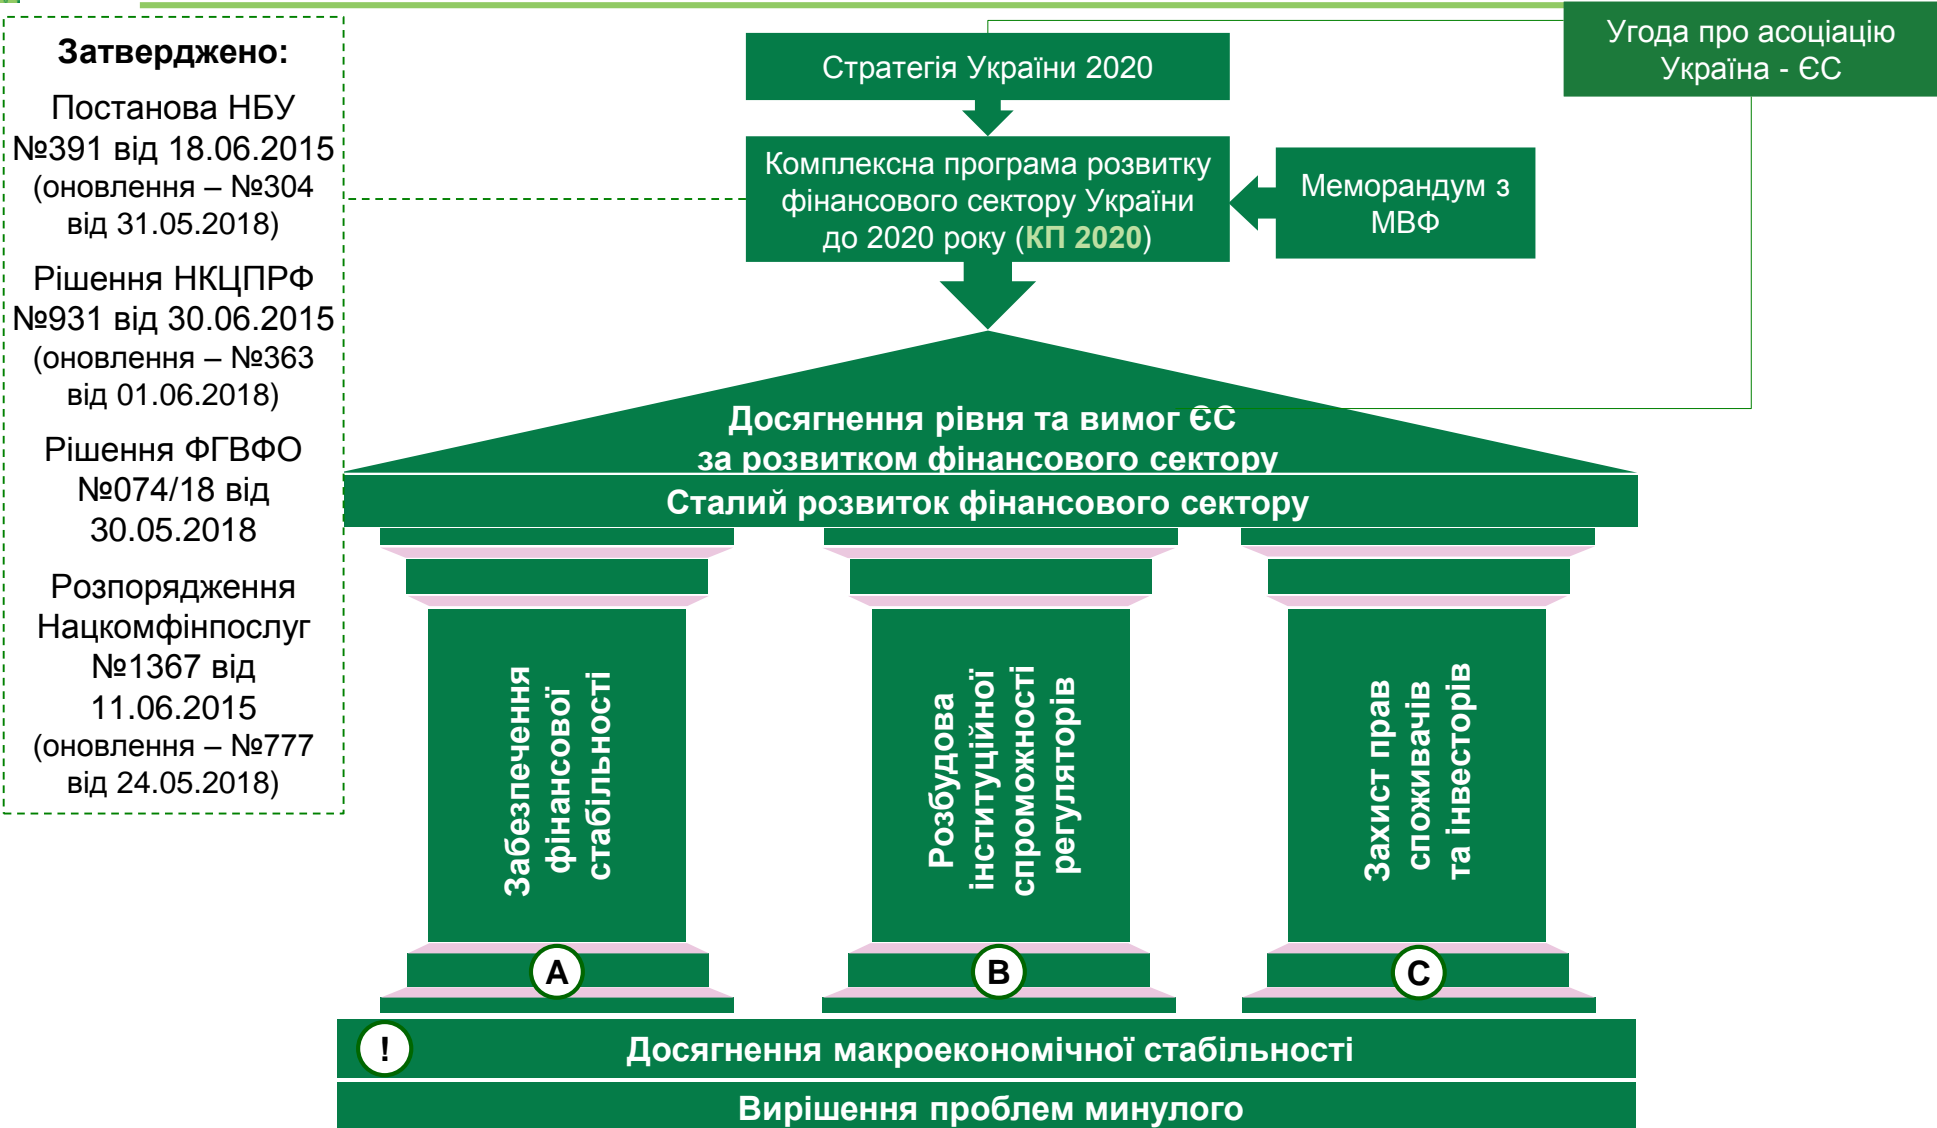 Затверджено:
Постанова НБУ
№391 від 18.06.2015
(оновлення – №304
від 31.05.2018)
Рішення НКЦПРФ
№931 від 30.06.2015
(оновлення – №363
від 01.06.2018)
Рішення ФГВФО
№074/18 від
30.05.2018
Розпорядження
Нацкомфінпослуг
№1367 від
11.06.2015
(оновлення – №777
від 24.05.2018)
Стратегія України 2020
Угода про асоціацію
Україна - ЄС
Комплексна програма розвитку
фінансового сектору України
до 2020 року (КП 2020)
Меморандум з
МВФ
Досягнення рівня та вимог ЄС
за розвитком фінансового сектору
Сталий розвиток фінансового сектору
Забезпечення
фінансової
стабільності
Розбудова
інституційної
спроможності
регуляторів
Захист прав
споживачів
та інвесторів
A
B
C
!
Досягнення макроекономічної стабільності
Вирішення проблем минулого